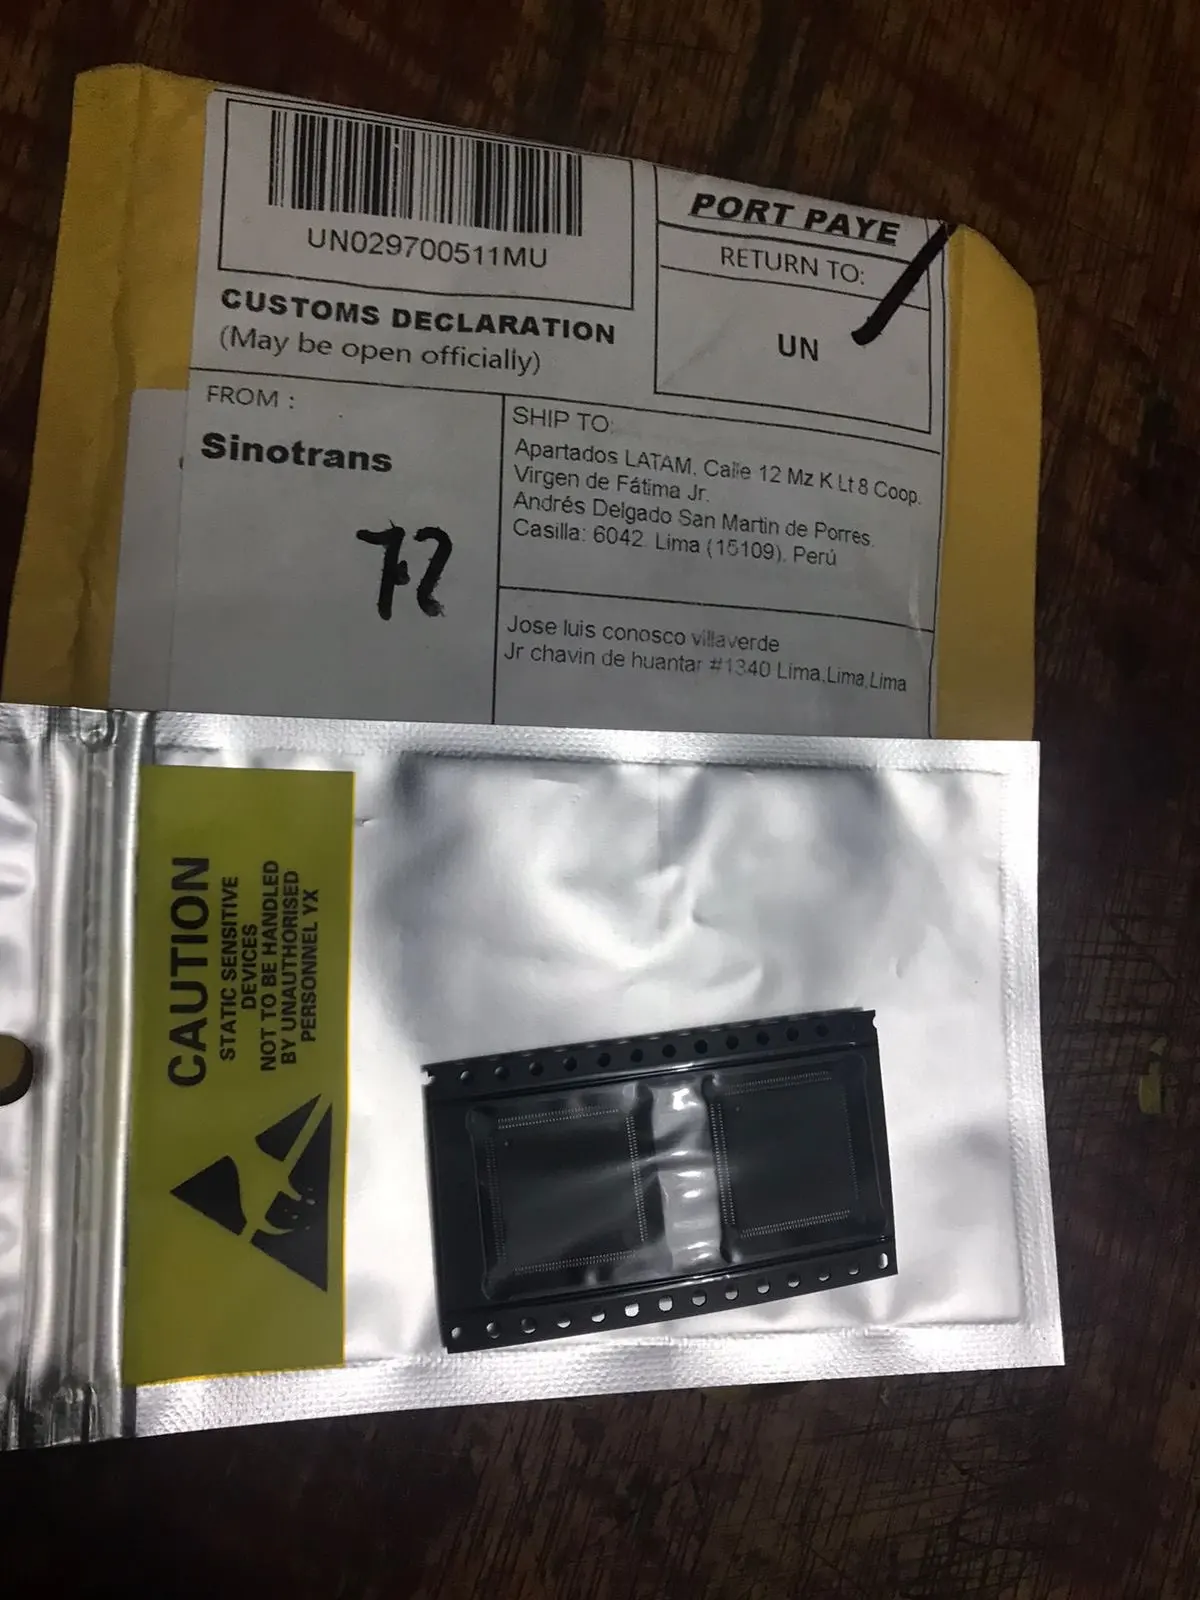 UN029700511MU
CUSTOMS DECLARATION
(May be open officially)
PORT PAYE
RETURN TO:
UN
FROM :
Sinotrans
72
SHIP TO:
Apartados LATAM, Calle 12 Mz K Lt 8 Coop.
Virgen de Fátima Jr.
Andrés Delgado San Martin de Porres.
Casilla: 6042. Lima (15109). Perú
Jose luis conosco villaverde
Jr chavin de huantar #1340 Lima,Lima,Lima
CAUTION
STATIC SENSITIVE
DEVICES
NOT TO BE HANDLED
BY UNAUTHORISED
PERSONNEL YX